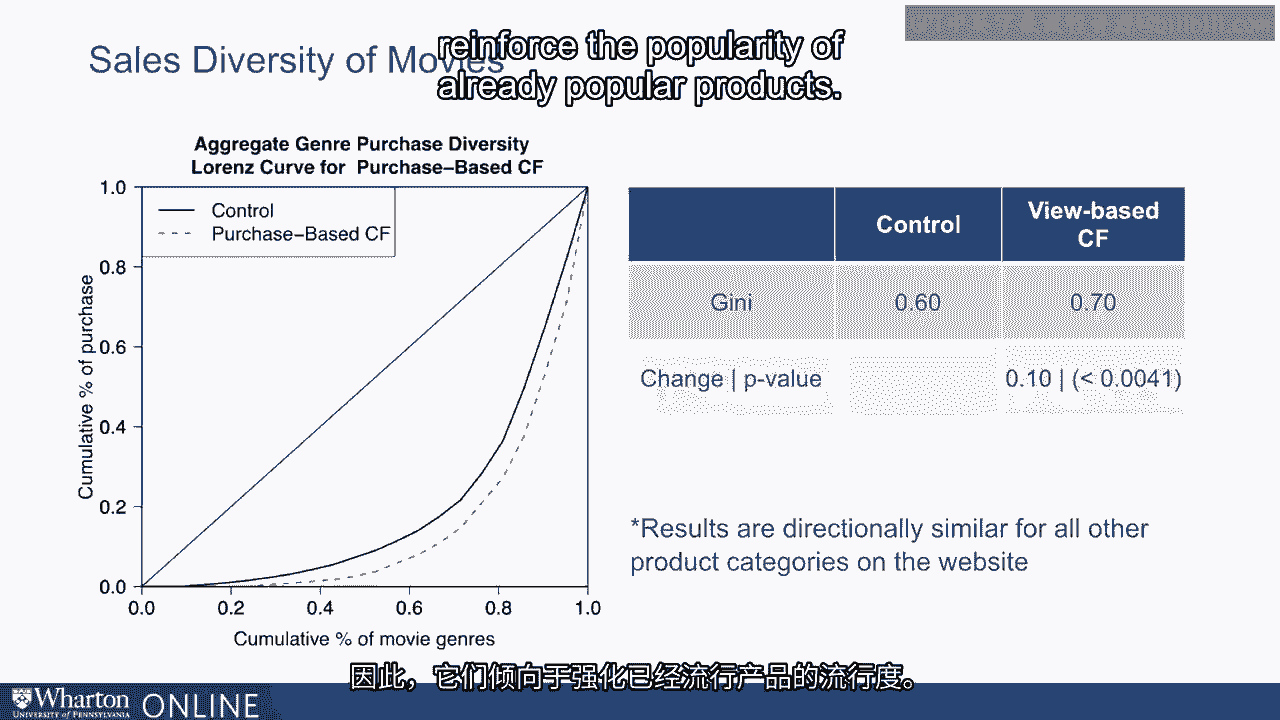 reinforce the popularity of
already popular products.
Sales Diversity of Movies
Aggregate Genre Purchase Diversity
Lorenz Curve for Purchase−Based CF
Control
Purchase−Based CF
1.0
0.8
0.6
0.4
0.2
0.0
Cumulative % of purchase
0.0 0.2 0.4 0.6 0.8 1.0
Cumulative % of movie genres
Control
View-based
CF
Gini 0.60 0.70
Change | p-value 0.10 | (< 0.0041)
*Results are directionally similar for all other
product categories on the website
因此，它们倾向于强化已经流行产品的流行度。
Wharton ONLINE
UNIVERSITY of PENNSYLVANIA